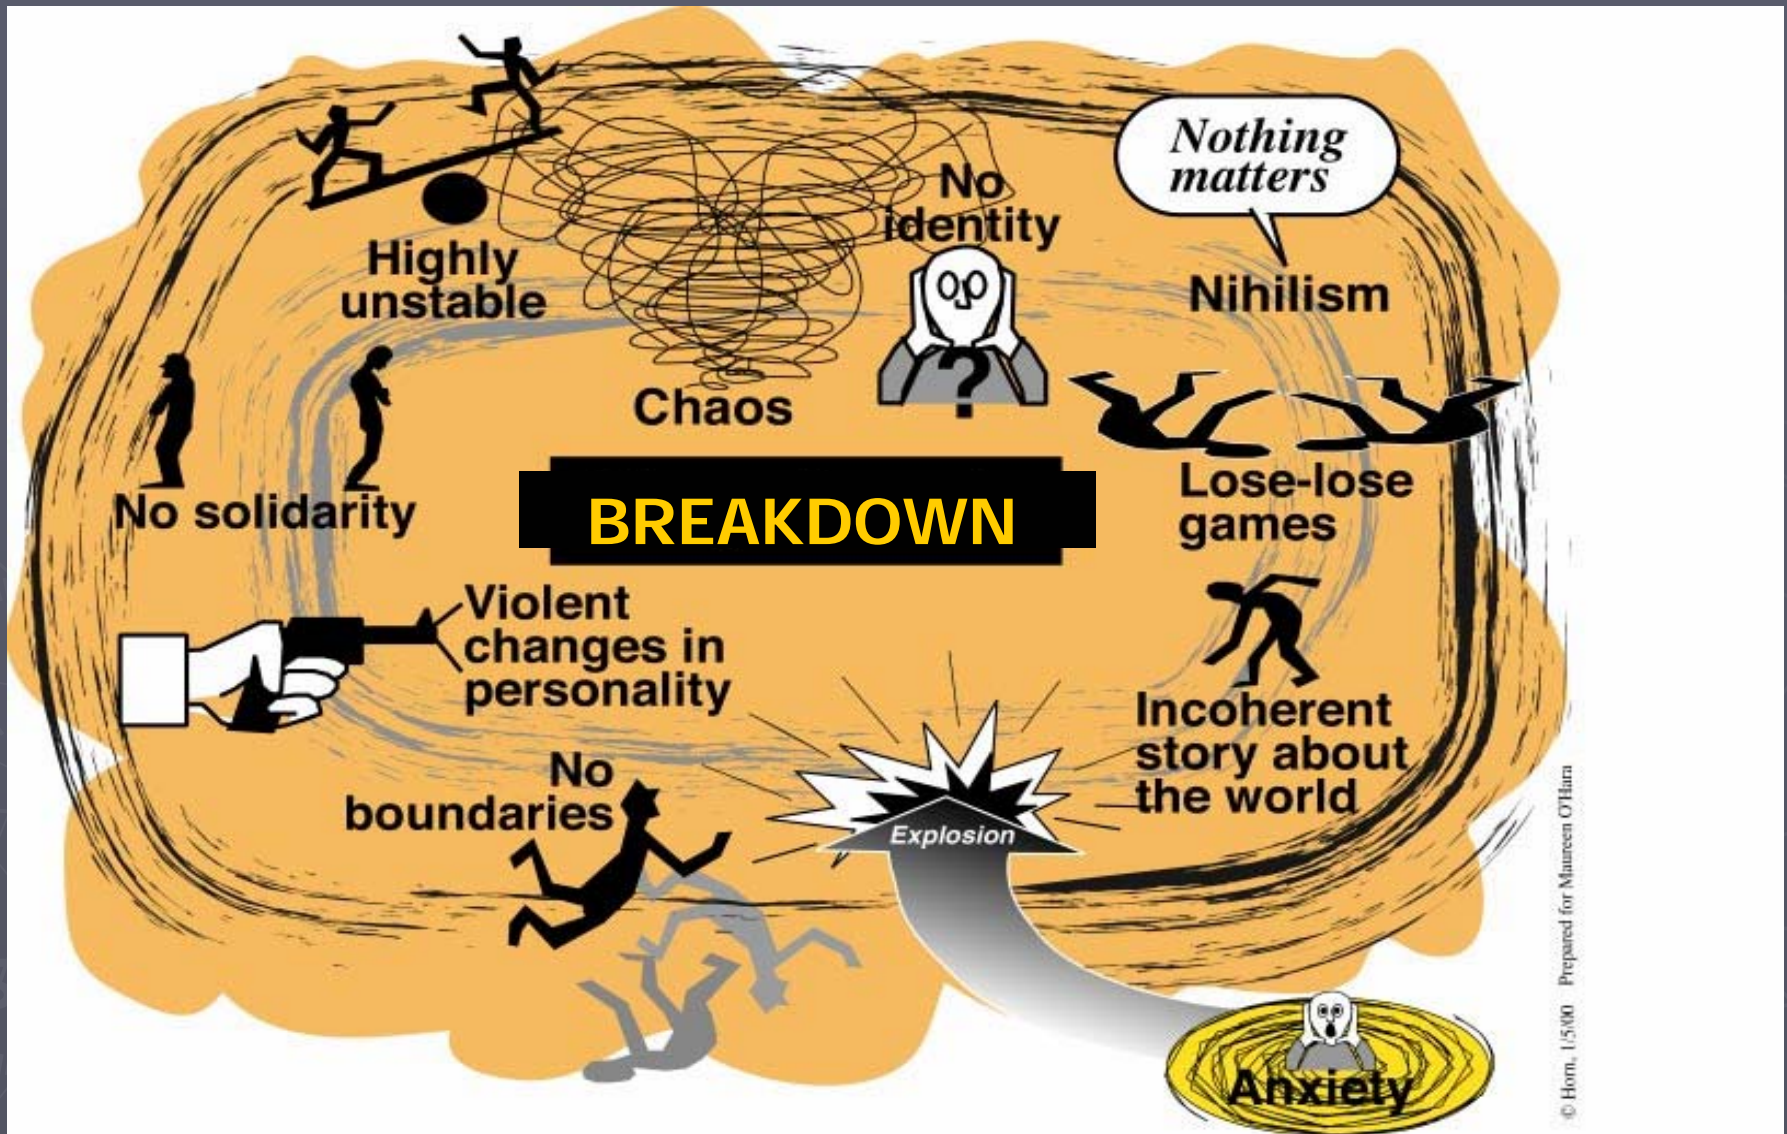 Nothing
matters
No
identity
Highly
unstable
Nihilism
Chaos
Lose-lose
games
No solidarity
BREAKDOWN
Violent
changes in
personality
Incoherent
story about
the world
No
boundaries
Explosion
Anxiety
© Horn, 1/5/00 Prepared for Maureen O'Hara
?